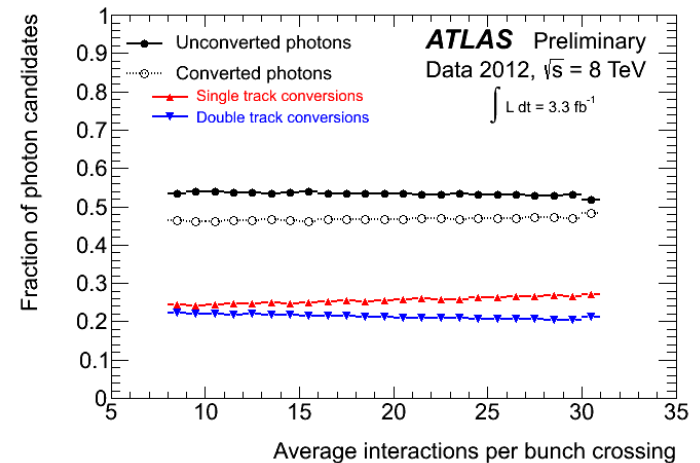 Fraction of photon candidates
1
0.9
0.8
0.7
0.6
0.5
0.4
0.3
0.2
0.1
0
Unconverted photons
Converted photons
Single track conversions
Double track conversions
ATLAS Preliminary
Data 2012, √s = 8 TeV
∫ L dt = 3.3 fb⁻¹
5 10 15 20 25 30 35
Average interactions per bunch crossing